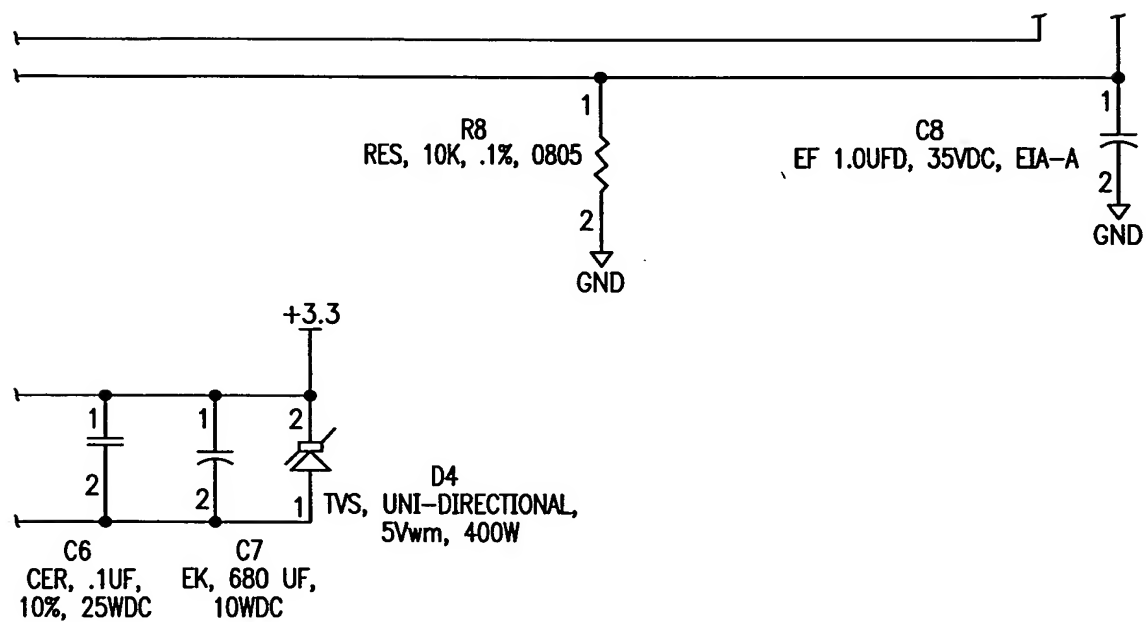 1
R8
RES, 10K, .1%, 0805
2
GND
1
C8
EF 1.0UFD, 35VDC, EIA-A
2
GND
+3.3
1
1
2
2
2
1
D4
TVS, UNI-DIRECTIONAL,
5Vwm, 400W
C6
CER, .1UF,
10%, 25WDC
C7
EK, 680 UF,
10WDC